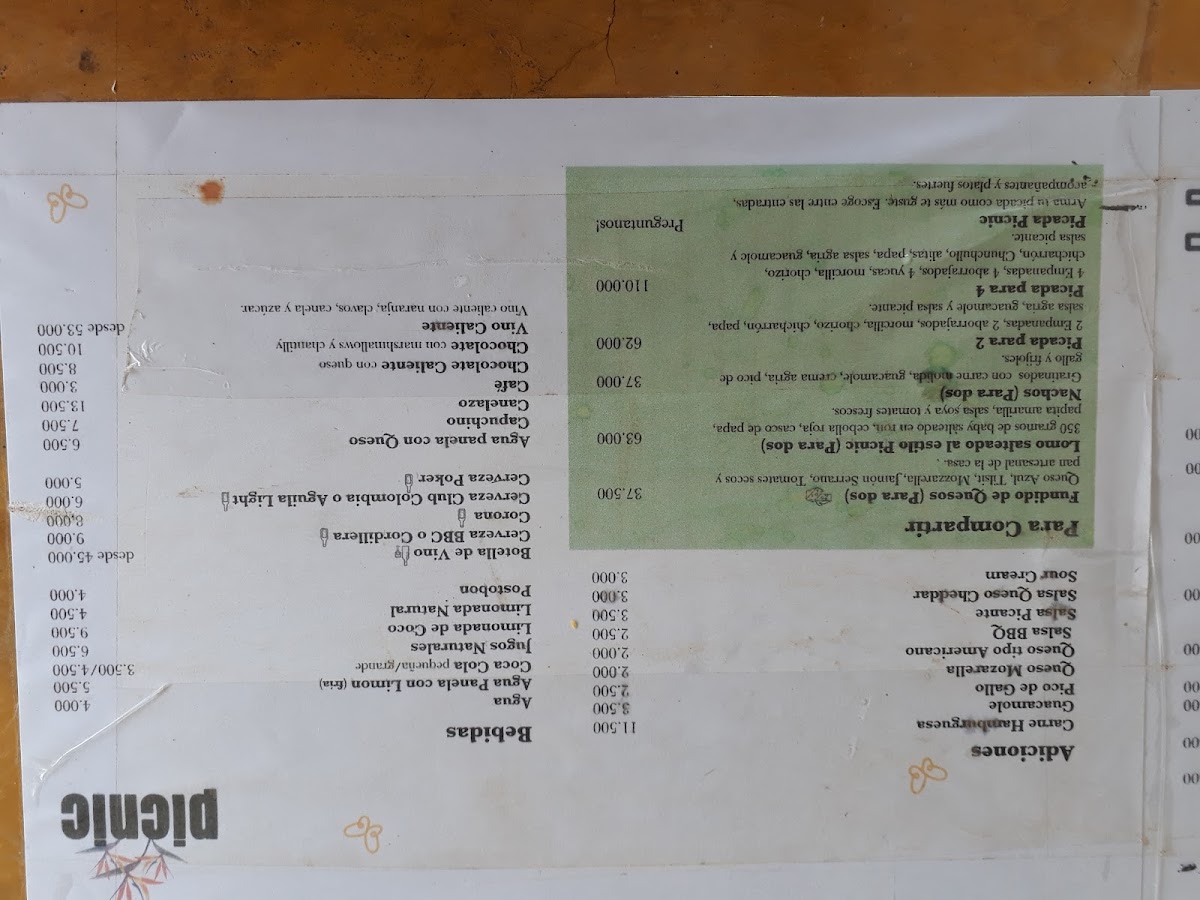 picnic
Adiciones
Carne Hamburguesa 11.500
Guacamole 3.500
Pico de Gallo 2.500
Queso Mozarella 2.000
Queso tipo Americano 2.000
Salsa BBQ 2.500
Salsa Picante 3.500
Salsa Queso Cheddar 3.000
Sour Cream 3.000
Para Compartir
Fundido de Quesos (Para dos) 37.500
Queso Azul, Tilsit, Mozzarella, Jamón Serrano, Tomates secos y
pan artesanal de la casa. .
Lomo salteado al estilo Picnic (Para dos) 63.000
350 gramos de baby salteado en ron, cebolla roja, casco de papa,
papita amarilla, salsa soya y tomates frescos.
Nachos (Para dos) 37.000
Gratinados con carne molida, guacamole, crema agria, pico de
gallo y frijoles.
Picada para 2 62.000
2 Empanadas, 2 aborrajados, morcilla, chorizo, chicharrón, papa,
salsa agria, guacamole y salsa picante.
Picada para 4 110.000
4 Empanadas, 4 aborrajados, 4 yucas, morcilla, chorizo,
chicharrón, Chunchullo, alitas, papa, salsa agria, guacamole y
salsa picante.
Picada Picnic Preguntanos!
Arma tu picada como más te guste. Escoge entre las entradas,
acompañantes y platos fuertes.
Bebidas
Agua 4.000
Agua Panela con Limon (fria) 5.500
Coca Cola pequeña/grande 3.500/4.500
Jugos Naturales 6.500
Limonada de Coco 9.500
Limonada Natural 4.500
Postobon 4.000
Botella de Vino desde 45.000
Cerveza BBC o Cordillera 9.000
Corona 8.000
Cerveza Club Colombia o Aguila Light 6.000
Cerveza Poker 5.000
Agua panela con Queso 6.500
Capuchino 7.500
Canelazo 13.500
Café 3.000
Chocolate Caliente con queso 8.500
Chocolate con marshmallows y chantilly 10.500
Vino Caliente desde 53.000
Vino caliente con naranja, clavos, canela y azúcar.